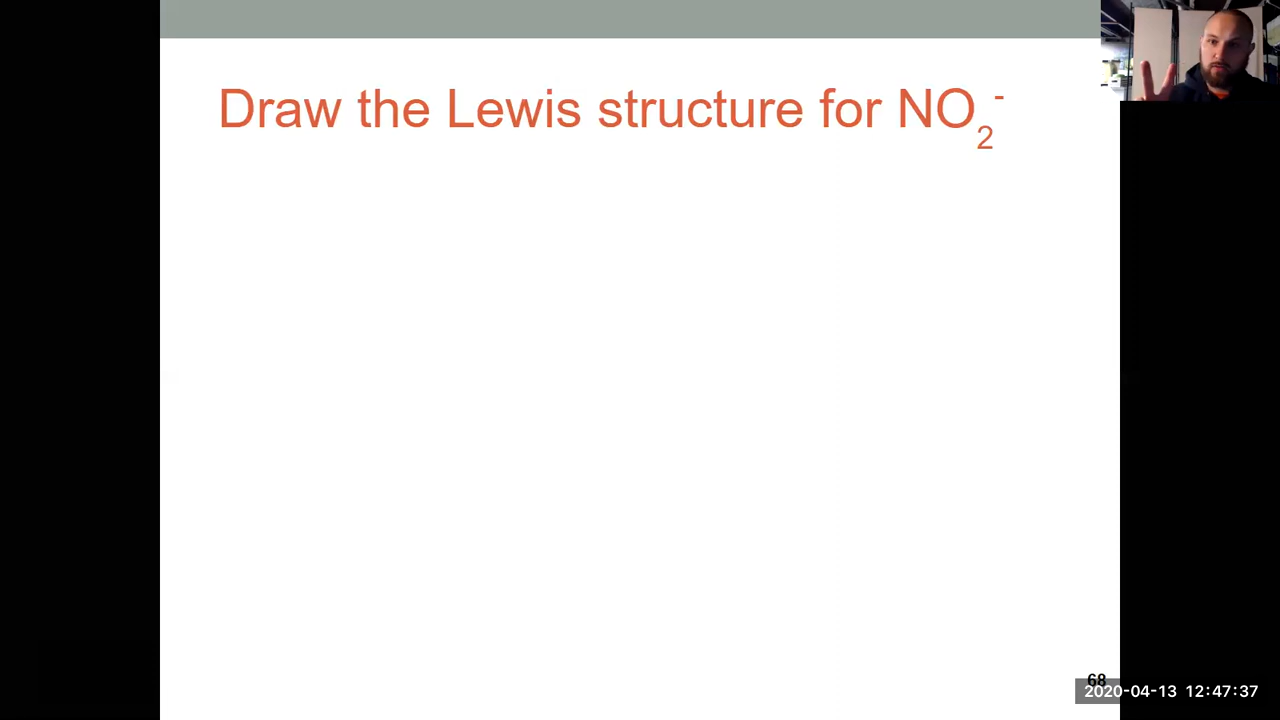 Draw the Lewis structure for NO₂⁻
68
2020-04-13 12:47:37